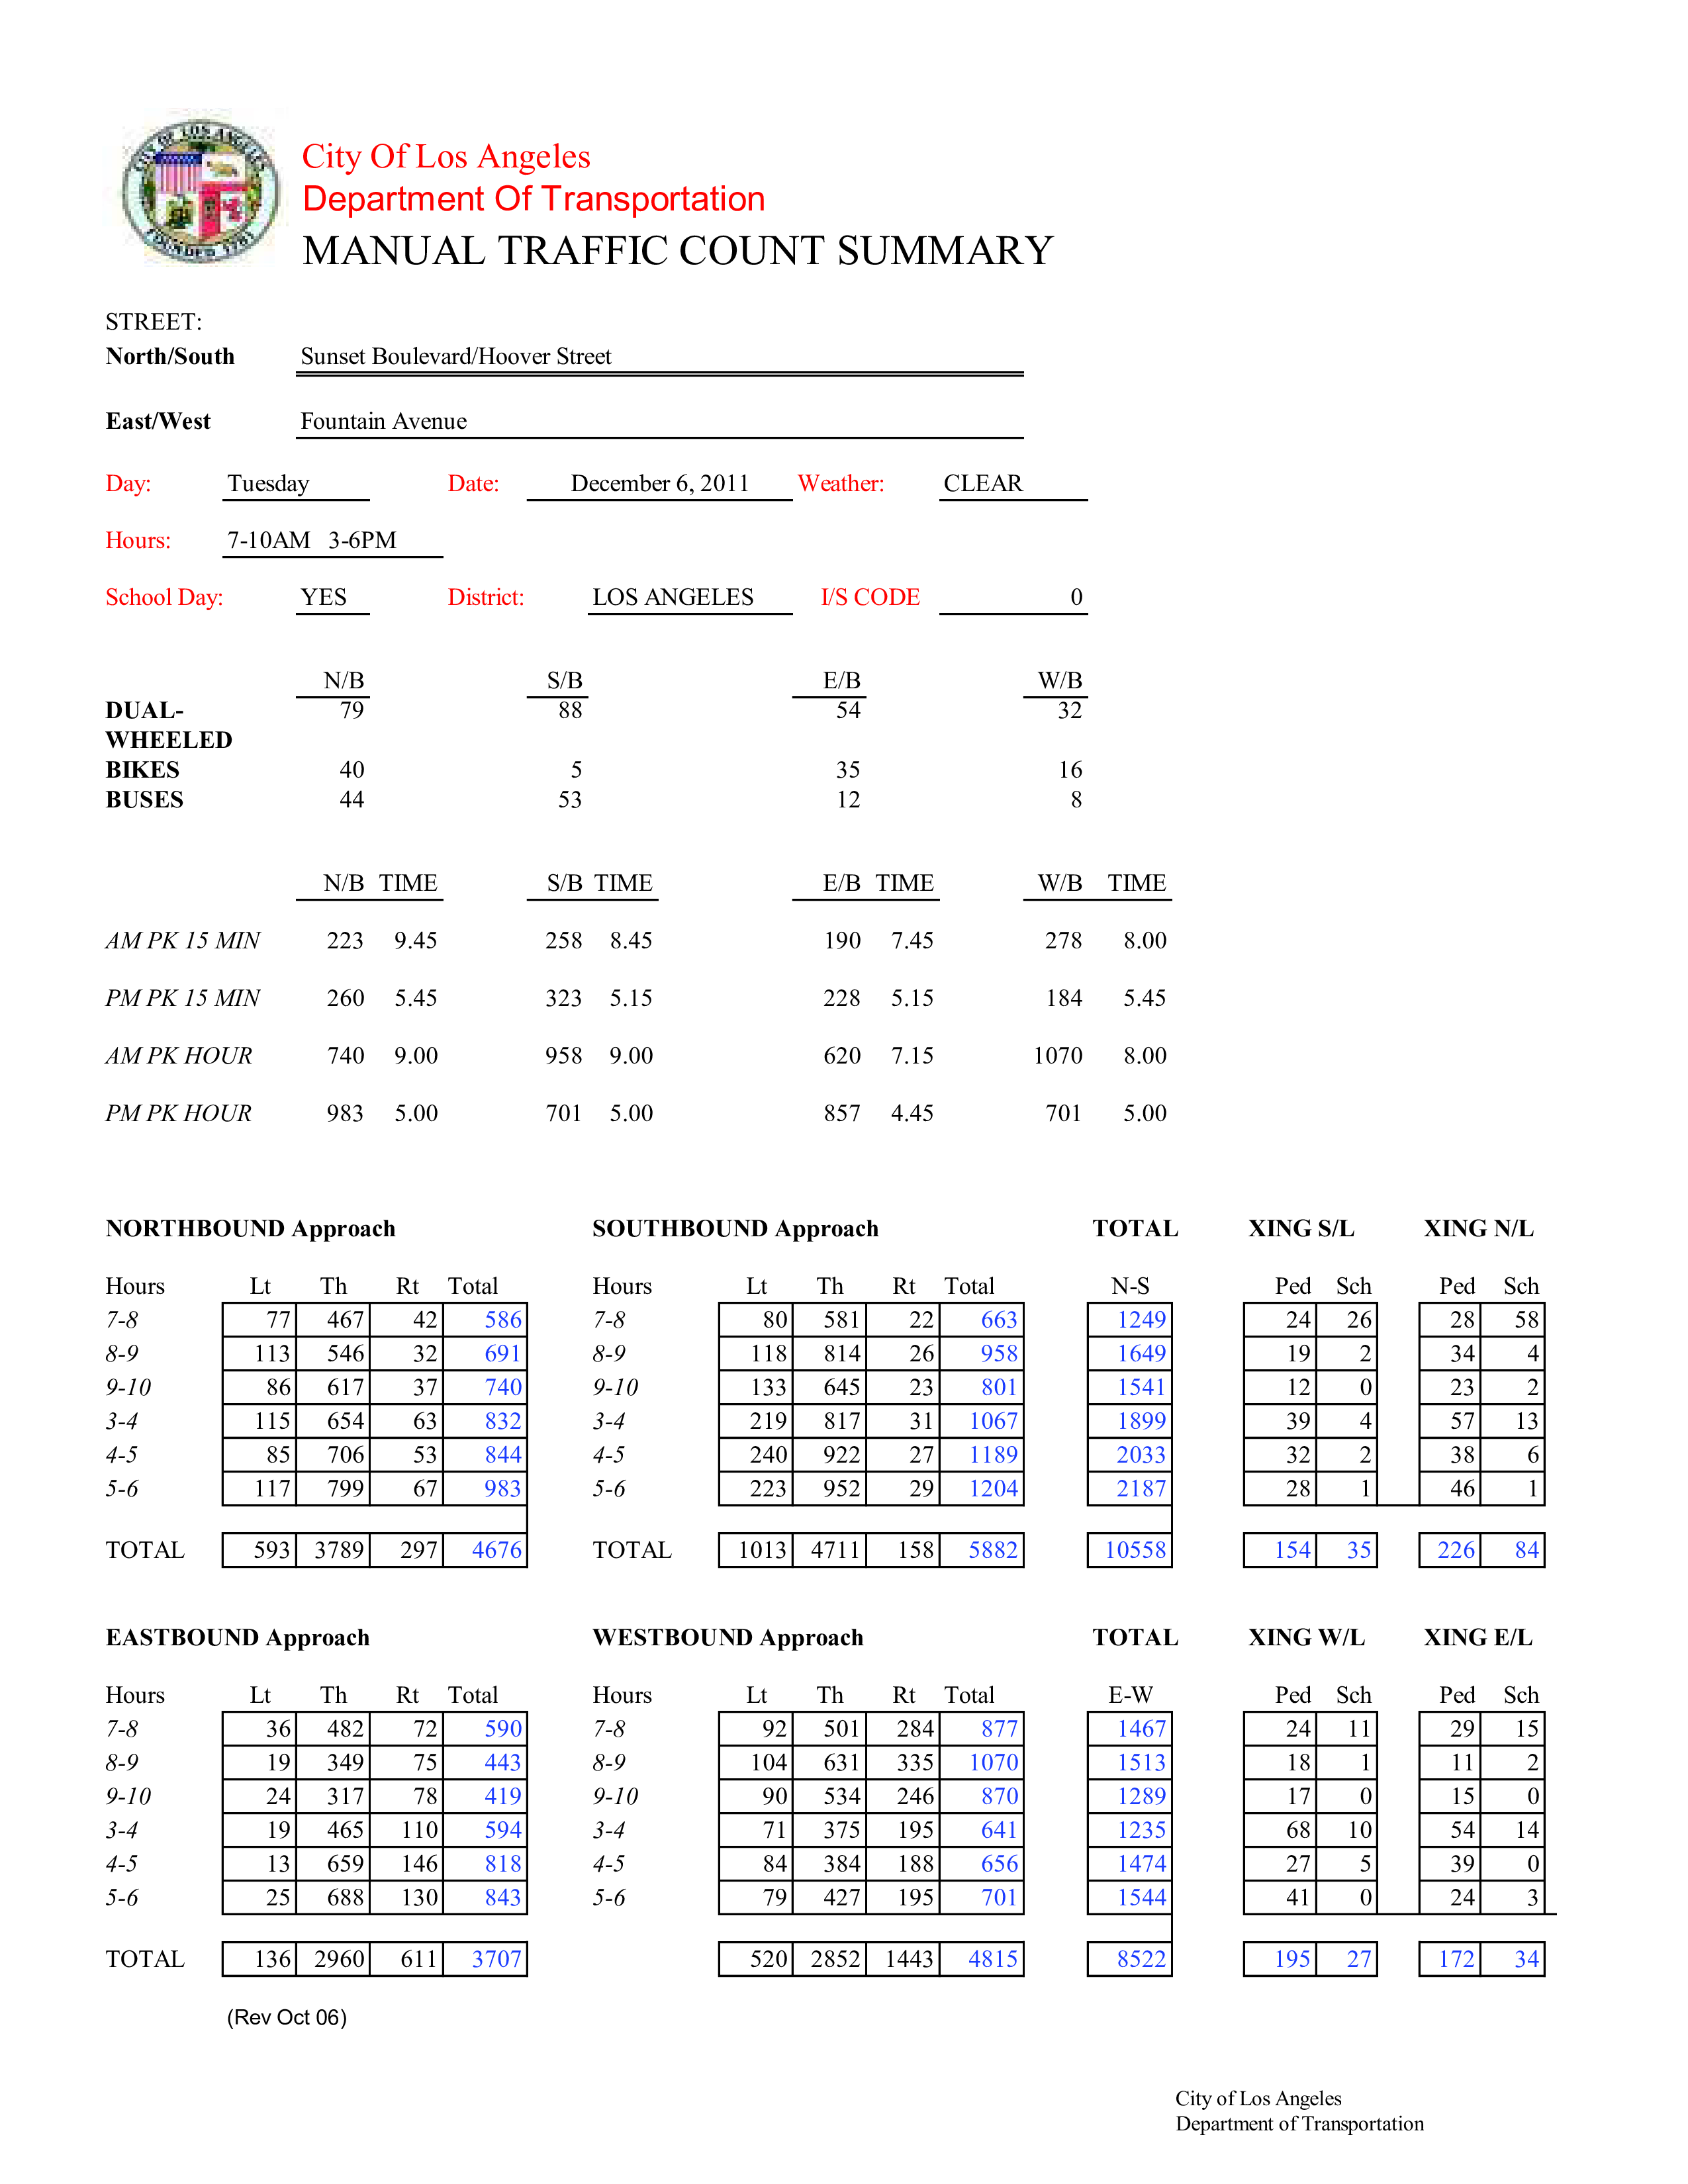 City Of Los Angeles
Department Of Transportation
MANUAL TRAFFIC COUNT SUMMARY
STREET:
North/South Sunset Boulevard/Hoover Street
East/West Fountain Avenue
Day: Tuesday Date: December 6, 2011 Weather: CLEAR
Hours: 7-10AM 3-6PM
School Day: YES District: LOS ANGELES I/S CODE 0
N/B S/B E/B W/B
DUAL- 79 88 54 32
WHEELED
BIKES 40 5 35 16
BUSES 44 53 12 8
N/B TIME S/B TIME E/B TIME W/B TIME
AM PK 15 MIN 223 9.45 258 8.45 190 7.45 278 8.00
PM PK 15 MIN 260 5.45 323 5.15 228 5.15 184 5.45
AM PK HOUR 740 9.00 958 9.00 620 7.15 1070 8.00
PM PK HOUR 983 5.00 701 5.00 857 4.45 701 5.00
NORTHBOUND Approach SOUTHBOUND Approach TOTAL XING S/L XING N/L
Hours Lt Th Rt Total Hours Lt Th Rt Total N-S Ped Sch Ped Sch
7-8 77 467 42 586 7-8 80 581 22 663 1249 24 26 28 58
8-9 113 546 32 691 8-9 118 814 26 958 1649 19 2 34 4
9-10 86 617 37 740 9-10 133 645 23 801 1541 12 0 23 2
3-4 115 654 63 832 3-4 219 817 31 1067 1899 39 4 57 13
4-5 85 706 53 844 4-5 240 922 27 1189 2033 32 2 38 6
5-6 117 799 67 983 5-6 223 952 29 1204 2187 28 1 46 1
TOTAL 593 3789 297 4676 TOTAL 1013 4711 158 5882 10558 154 35 226 84
EASTBOUND Approach WESTBOUND Approach TOTAL XING W/L XING E/L
Hours Lt Th Rt Total Hours Lt Th Rt Total E-W Ped Sch Ped Sch
7-8 36 482 72 590 7-8 92 501 284 877 1467 24 11 29 15
8-9 19 349 75 443 8-9 104 631 335 1070 1513 18 1 11 2
9-10 24 317 78 419 9-10 90 534 246 870 1289 17 0 15 0
3-4 19 465 110 594 3-4 71 375 195 641 1235 68 10 54 14
4-5 13 659 146 818 4-5 84 384 188 656 1474 27 5 39 0
5-6 25 688 130 843 5-6 79 427 195 701 1544 41 0 24 3
TOTAL 136 2960 611 3707 520 2852 1443 4815 8522 195 27 172 34
(Rev Oct 06)
City of Los Angeles
Department of Transportation